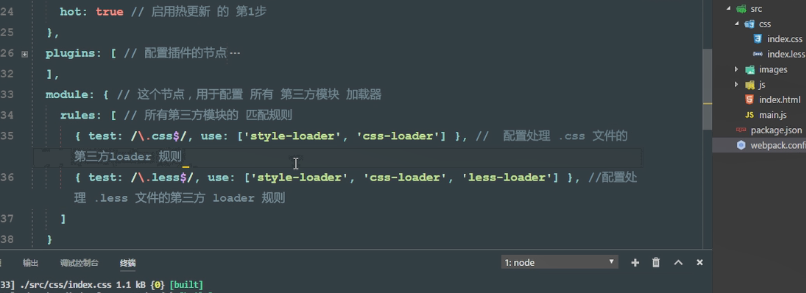 24 hot: true // 启用热更新 的 第1步
25 },
26 plugins: [ // 配置插件的节点 ⋯
32 ],
33 module: { // 这个节点，用于配置 所有 第三方模块 加载器
34 rules: [ // 所有第三方模块的 匹配规则
35 { test: /\.css$/, use: ['style-loader', 'css-loader'] }, // 配置处理 .css 文件的
第三方loader 规则
36 { test: /\.less$/, use: ['style-loader', 'css-loader', 'less-loader'] }, //配置处
理 .less 文件的第三方 loader 规则
37 ]
38 }
src
css
index.css
index.less
images
js
index.html
main.js
package.json
webpack.confi
输出 调试控制台 终端
1: node
33] ./src/css/index.css 1.1 kB {0} [built]